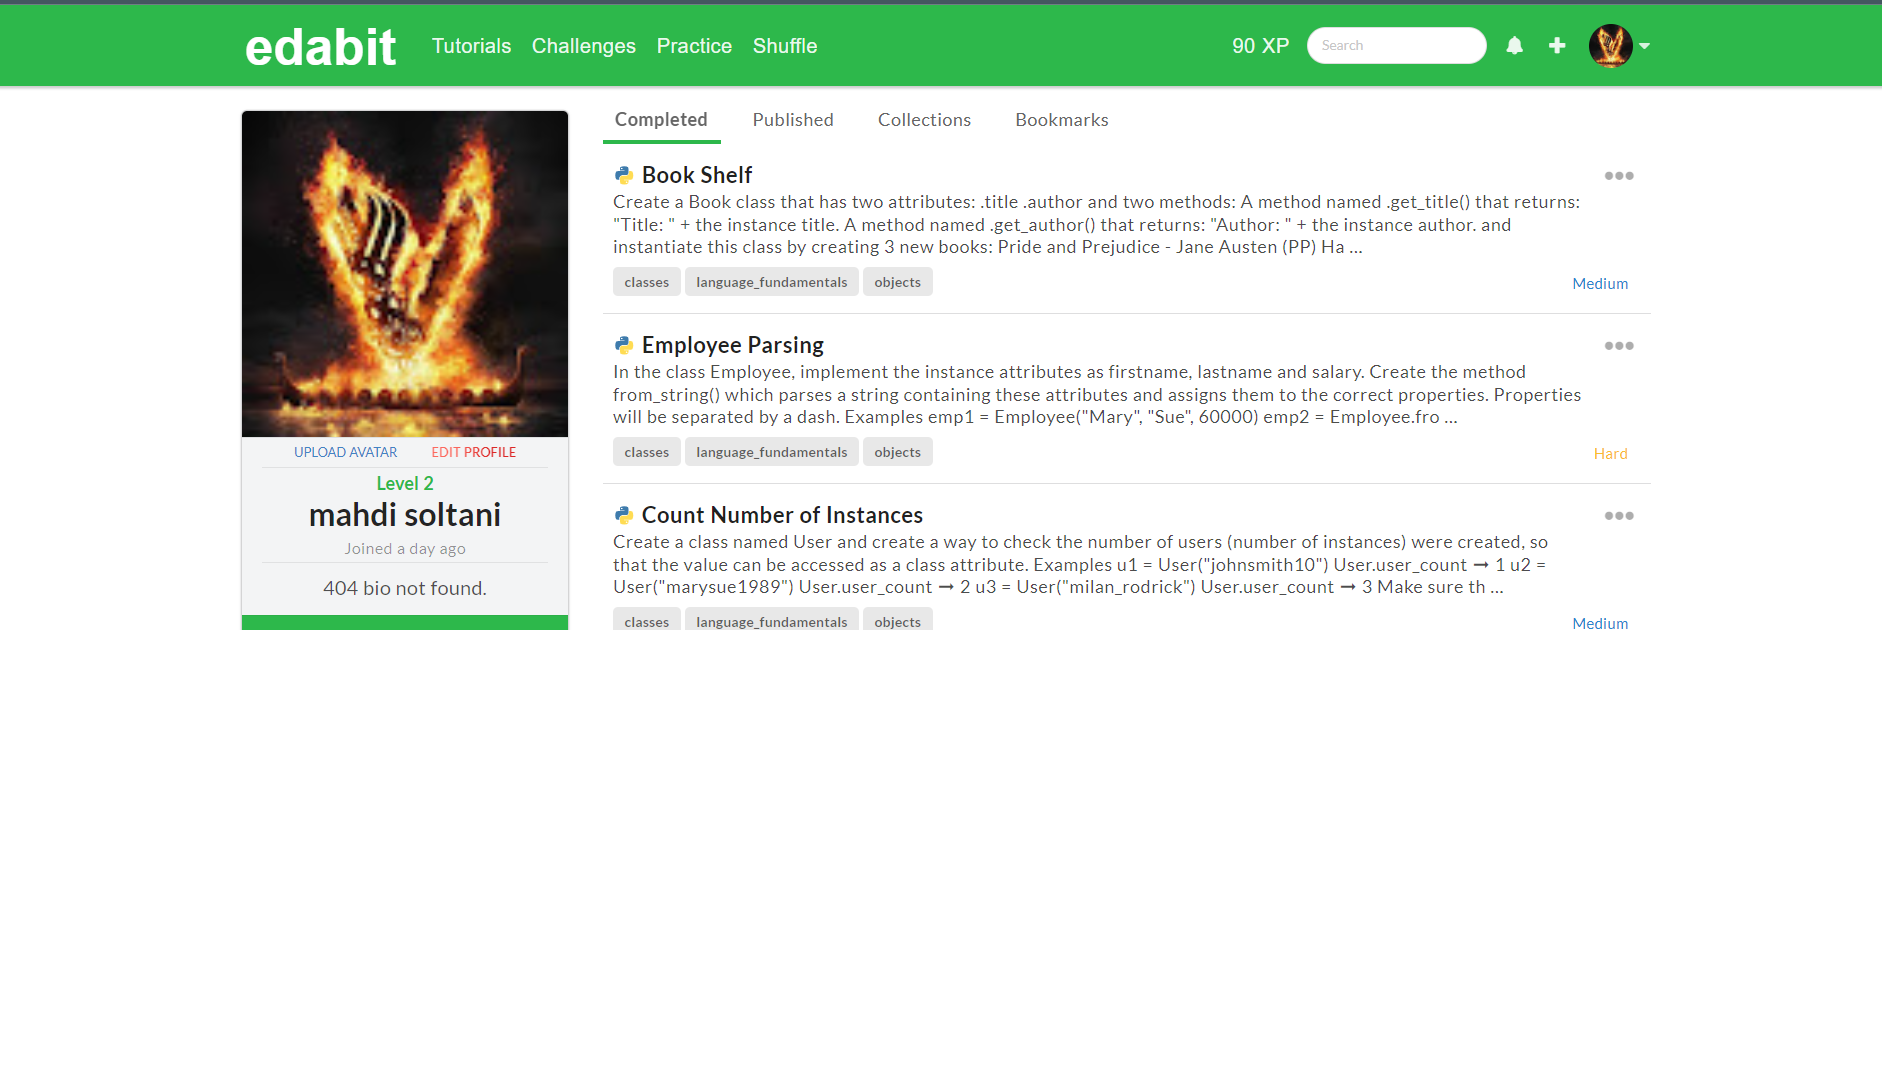 edabit Tutorials Challenges Practice Shuffle 90 XP Search
UPLOAD AVATAR EDIT PROFILE
Level 2
mahdi soltani
Joined a day ago
404 bio not found.
Completed Published Collections Bookmarks
Book Shelf
Create a Book class that has two attributes: .title .author and two methods: A method named .get_title() that returns:
"Title: " + the instance title. A method named .get_author() that returns: "Author: " + the instance author. and
instantiate this class by creating 3 new books: Pride and Prejudice - Jane Austen (PP) Ha ...
classes language_fundamentals objects Medium
Employee Parsing
In the class Employee, implement the instance attributes as firstname, lastname and salary. Create the method
from_string() which parses a string containing these attributes and assigns them to the correct properties. Properties
will be separated by a dash. Examples emp1 = Employee("Mary", "Sue", 60000) emp2 = Employee.fro ...
classes language_fundamentals objects Hard
Count Number of Instances
Create a class named User and create a way to check the number of users (number of instances) were created, so
that the value can be accessed as a class attribute. Examples u1 = User("johnsmith10") User.user_count ➞ 1 u2 =
User("marysue1989") User.user_count ➞ 2 u3 = User("milan_rodrick") User.user_count ➞ 3 Make sure th ...
classes language_fundamentals objects Medium